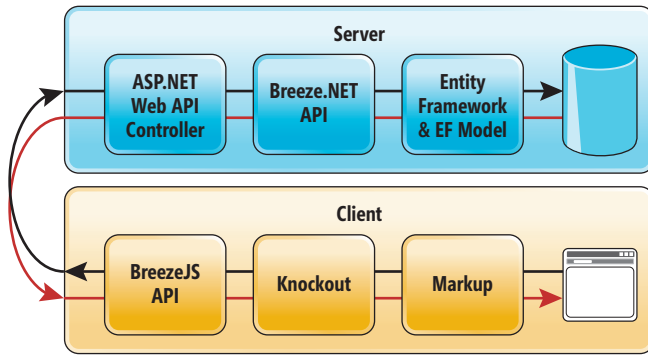 Server
ASP.NET
Web API
Controller
Breeze.NET
API
Entity
Framework
& EF Model
Client
BreezeJS
API
Knockout
Markup